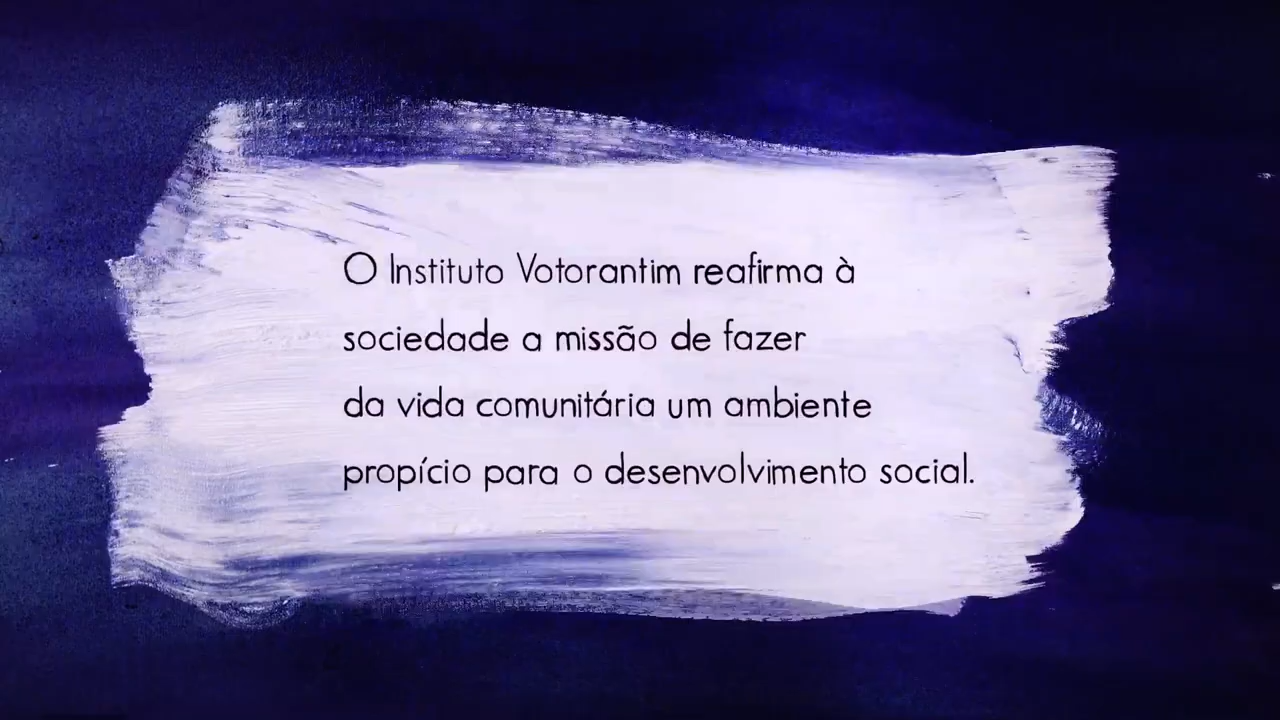 O Instituto Votorantim reafirma à
sociedade a missão de fazer
da vida comunitária um ambiente
propício para o desenvolvimento social.